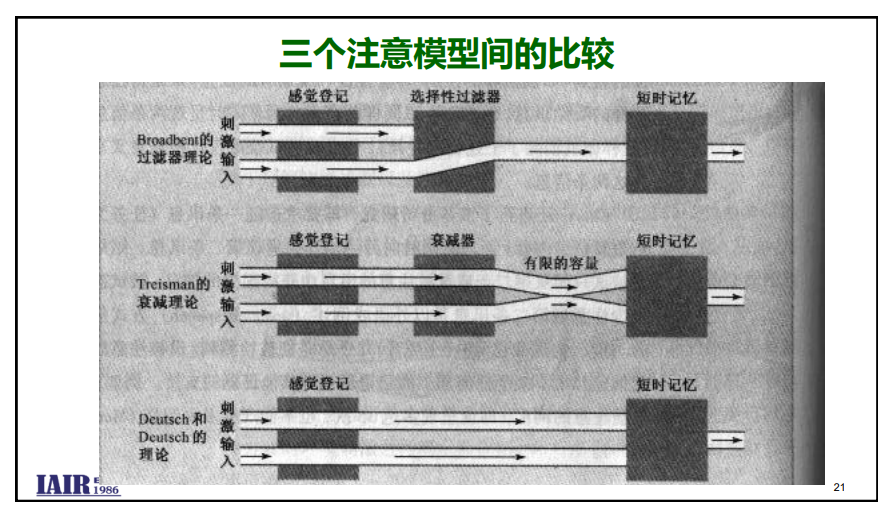 三个注意模型间的比较
感觉登记
选择性过滤器
短时记忆
Broadbent的
过滤器理论
刺
激
输
入
感觉登记
衰减器
有限的容量
短时记忆
Treisman的
衰减理论
刺
激
输
入
感觉登记
短时记忆
Deutsch和
Deutsch的
理论
刺
激
输
入
IAIR
1986
21